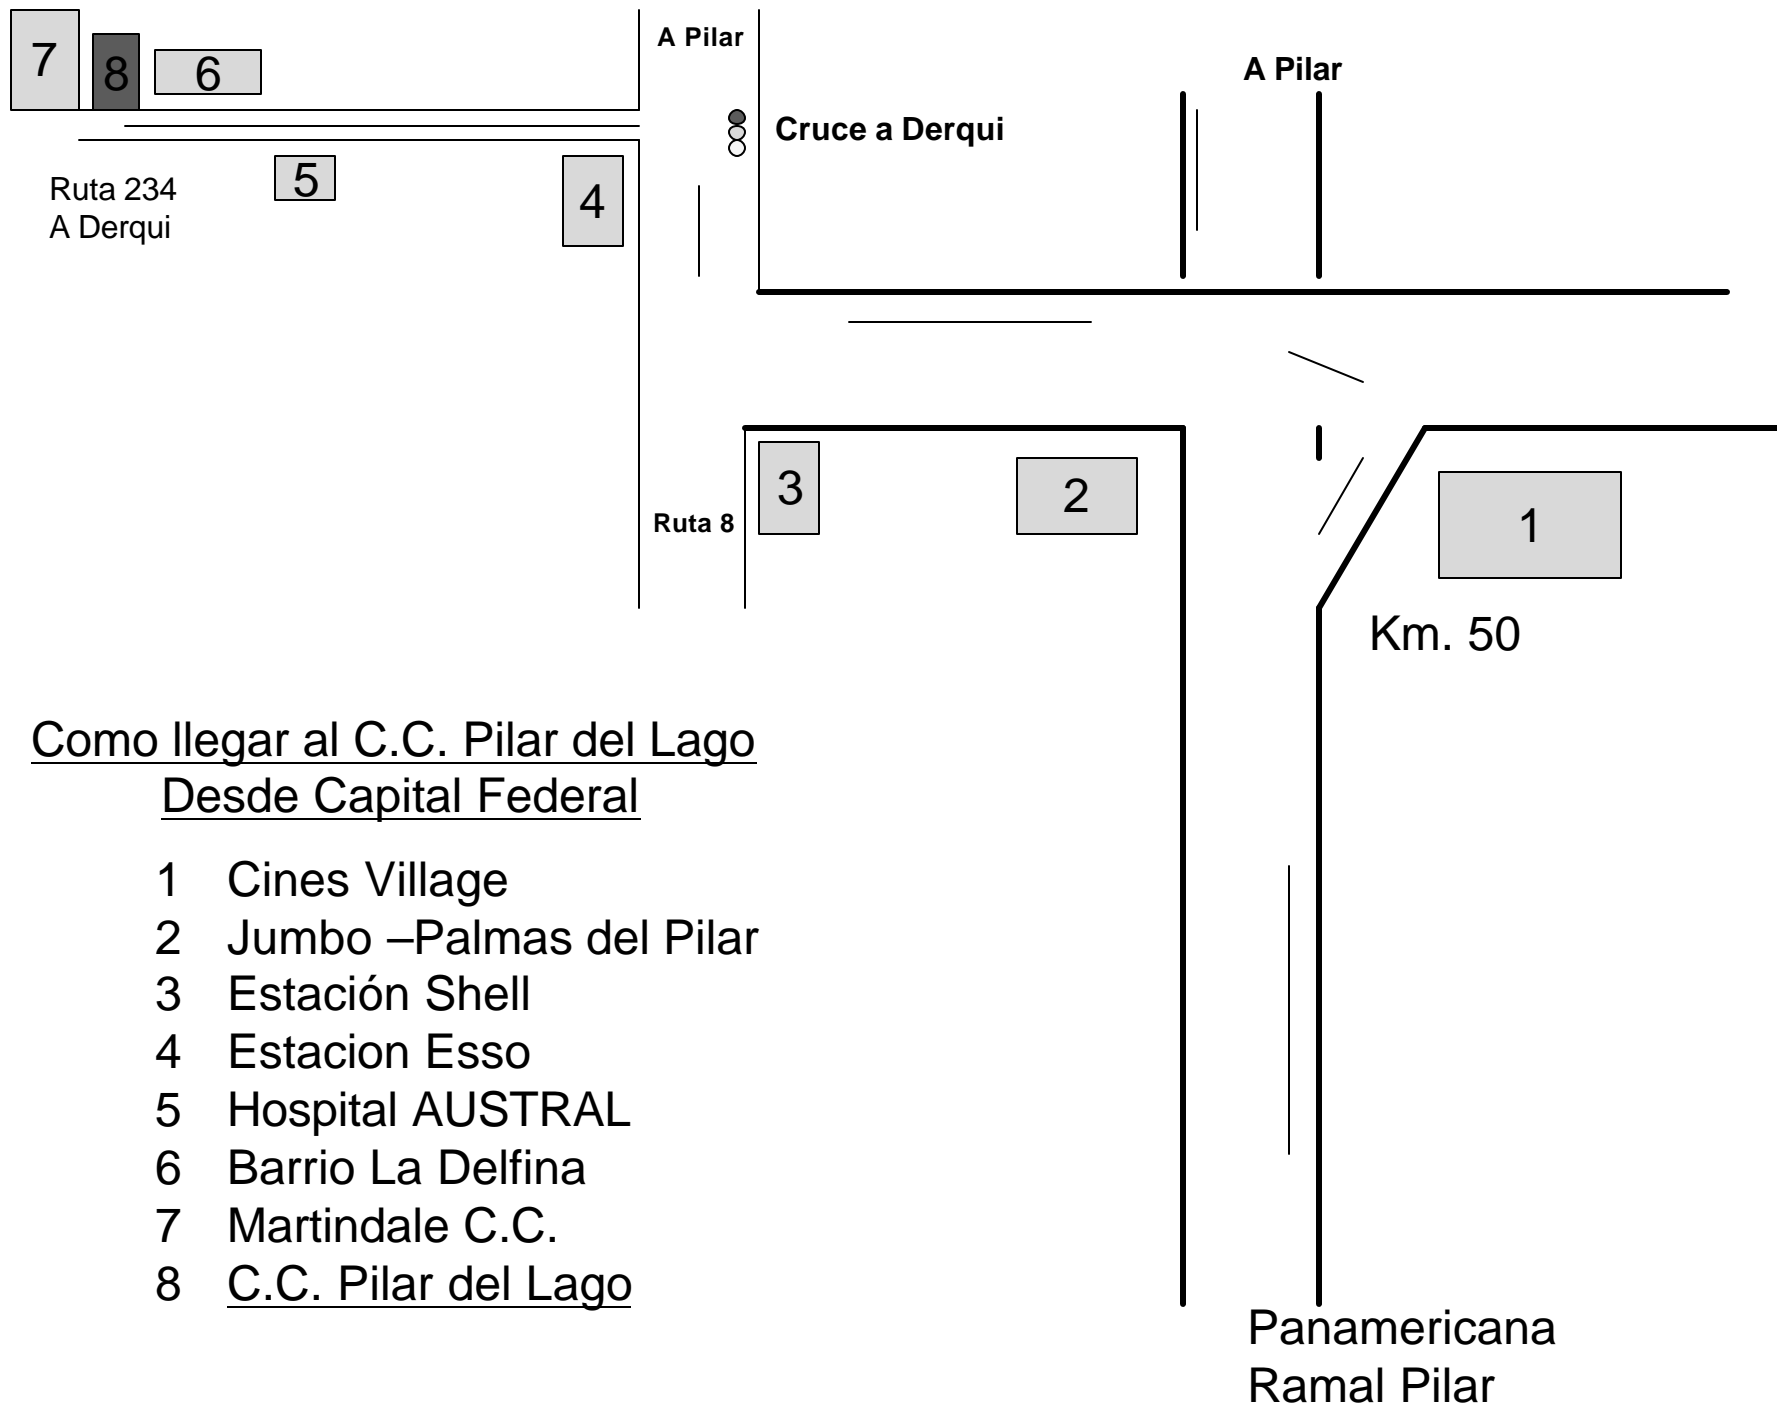 7
8
6
A Pilar
A Pilar
Cruce a Derqui
Ruta 234
A Derqui
5
4
3
2
1
Ruta 8
Km. 50
Como llegar al C.C. Pilar del Lago
Desde Capital Federal
1 Cines Village
2 Jumbo –Palmas del Pilar
3 Estación Shell
4 Estacion Esso
5 Hospital AUSTRAL
6 Barrio La Delfina
7 Martindale C.C.
8 C.C. Pilar del Lago
Panamericana
Ramal Pilar